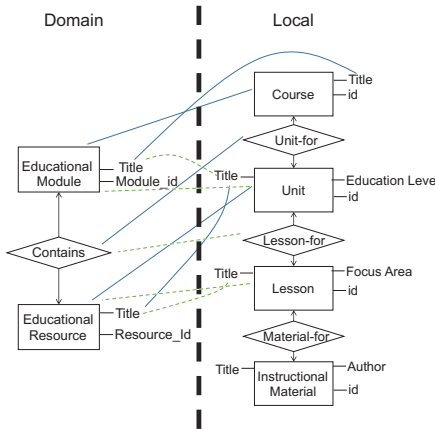 Domain
Local
Title
Course
id
Unit-for
Educational
Module
Title
Module_id
Title
Unit
Education Level
id
Contains
Lesson-for
Title
Focus Area
Lesson
id
Educational
Resource
Title
Resource_Id
Material-for
Title
Instructional
Material
Author
id